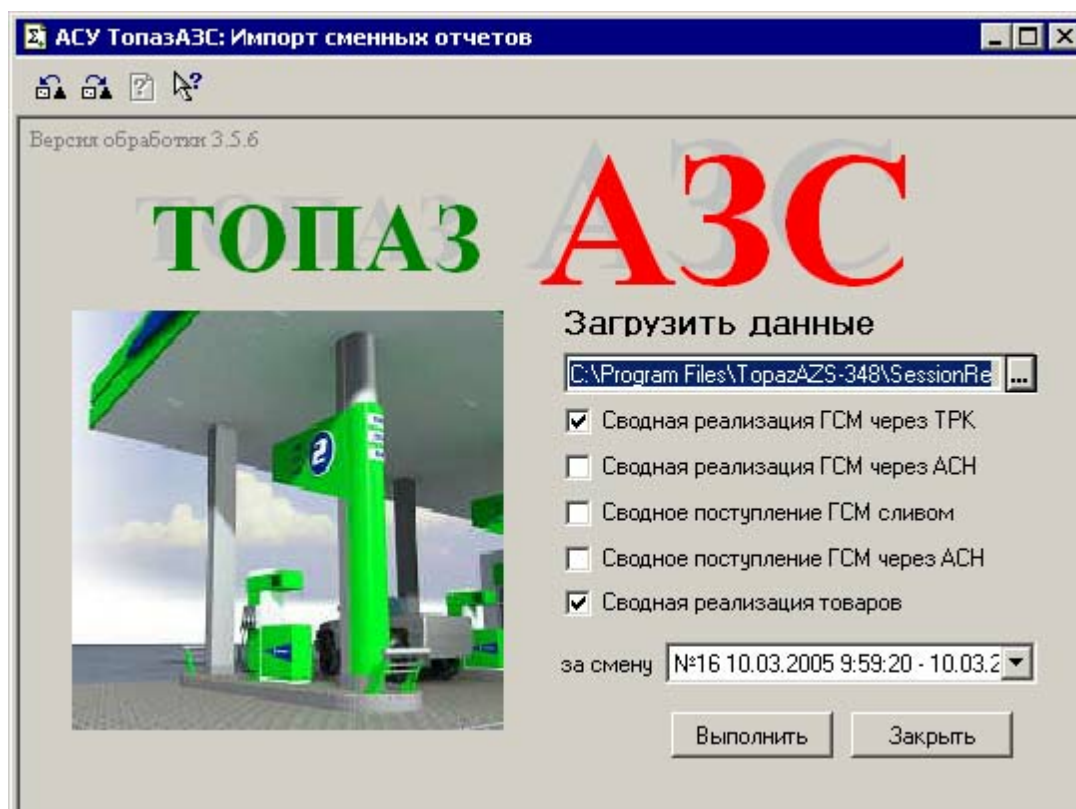 АСУ ТопазАЗС: Импорт сменных отчетов
Версия обработки 3.5.6
ТОПАЗ АЗС
Загрузить данные
C:\Program Files\TopazAZS-348\SessionRe
...
Сводная реализация ГСМ через ТРК
Сводная реализация ГСМ через АСН
Сводное поступление ГСМ сливом
Сводное поступление ГСМ через АСН
Сводная реализация товаров
за смену №16 10.03.2005 9:59:20 - 10.03.2
Выполнить Закрыть
2